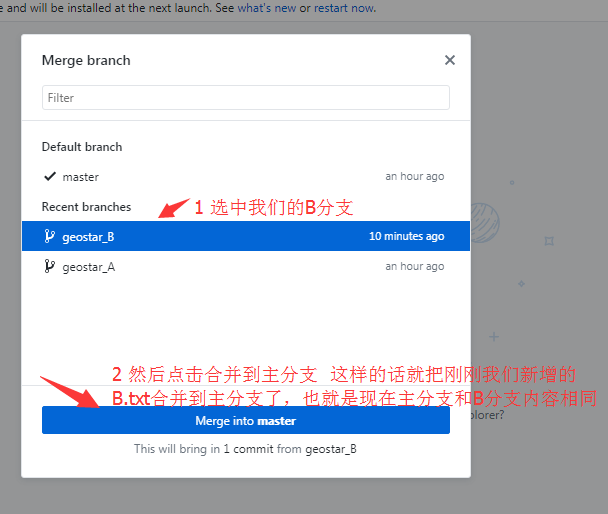 e and will be installed at the next launch. See what's new or restart now.
Merge branch
Filter
Default branch
master an hour ago
Recent branches
1 选中我们的B分支
geostar_B 10 minutes ago
geostar_A an hour ago
2 然后点击合并到主分支 这样的话就把刚刚我们新增的
B.txt合并到主分支了，也就是现在主分支和B分支内容相同
Merge into master
plorer?
This will bring in 1 commit from geostar_B